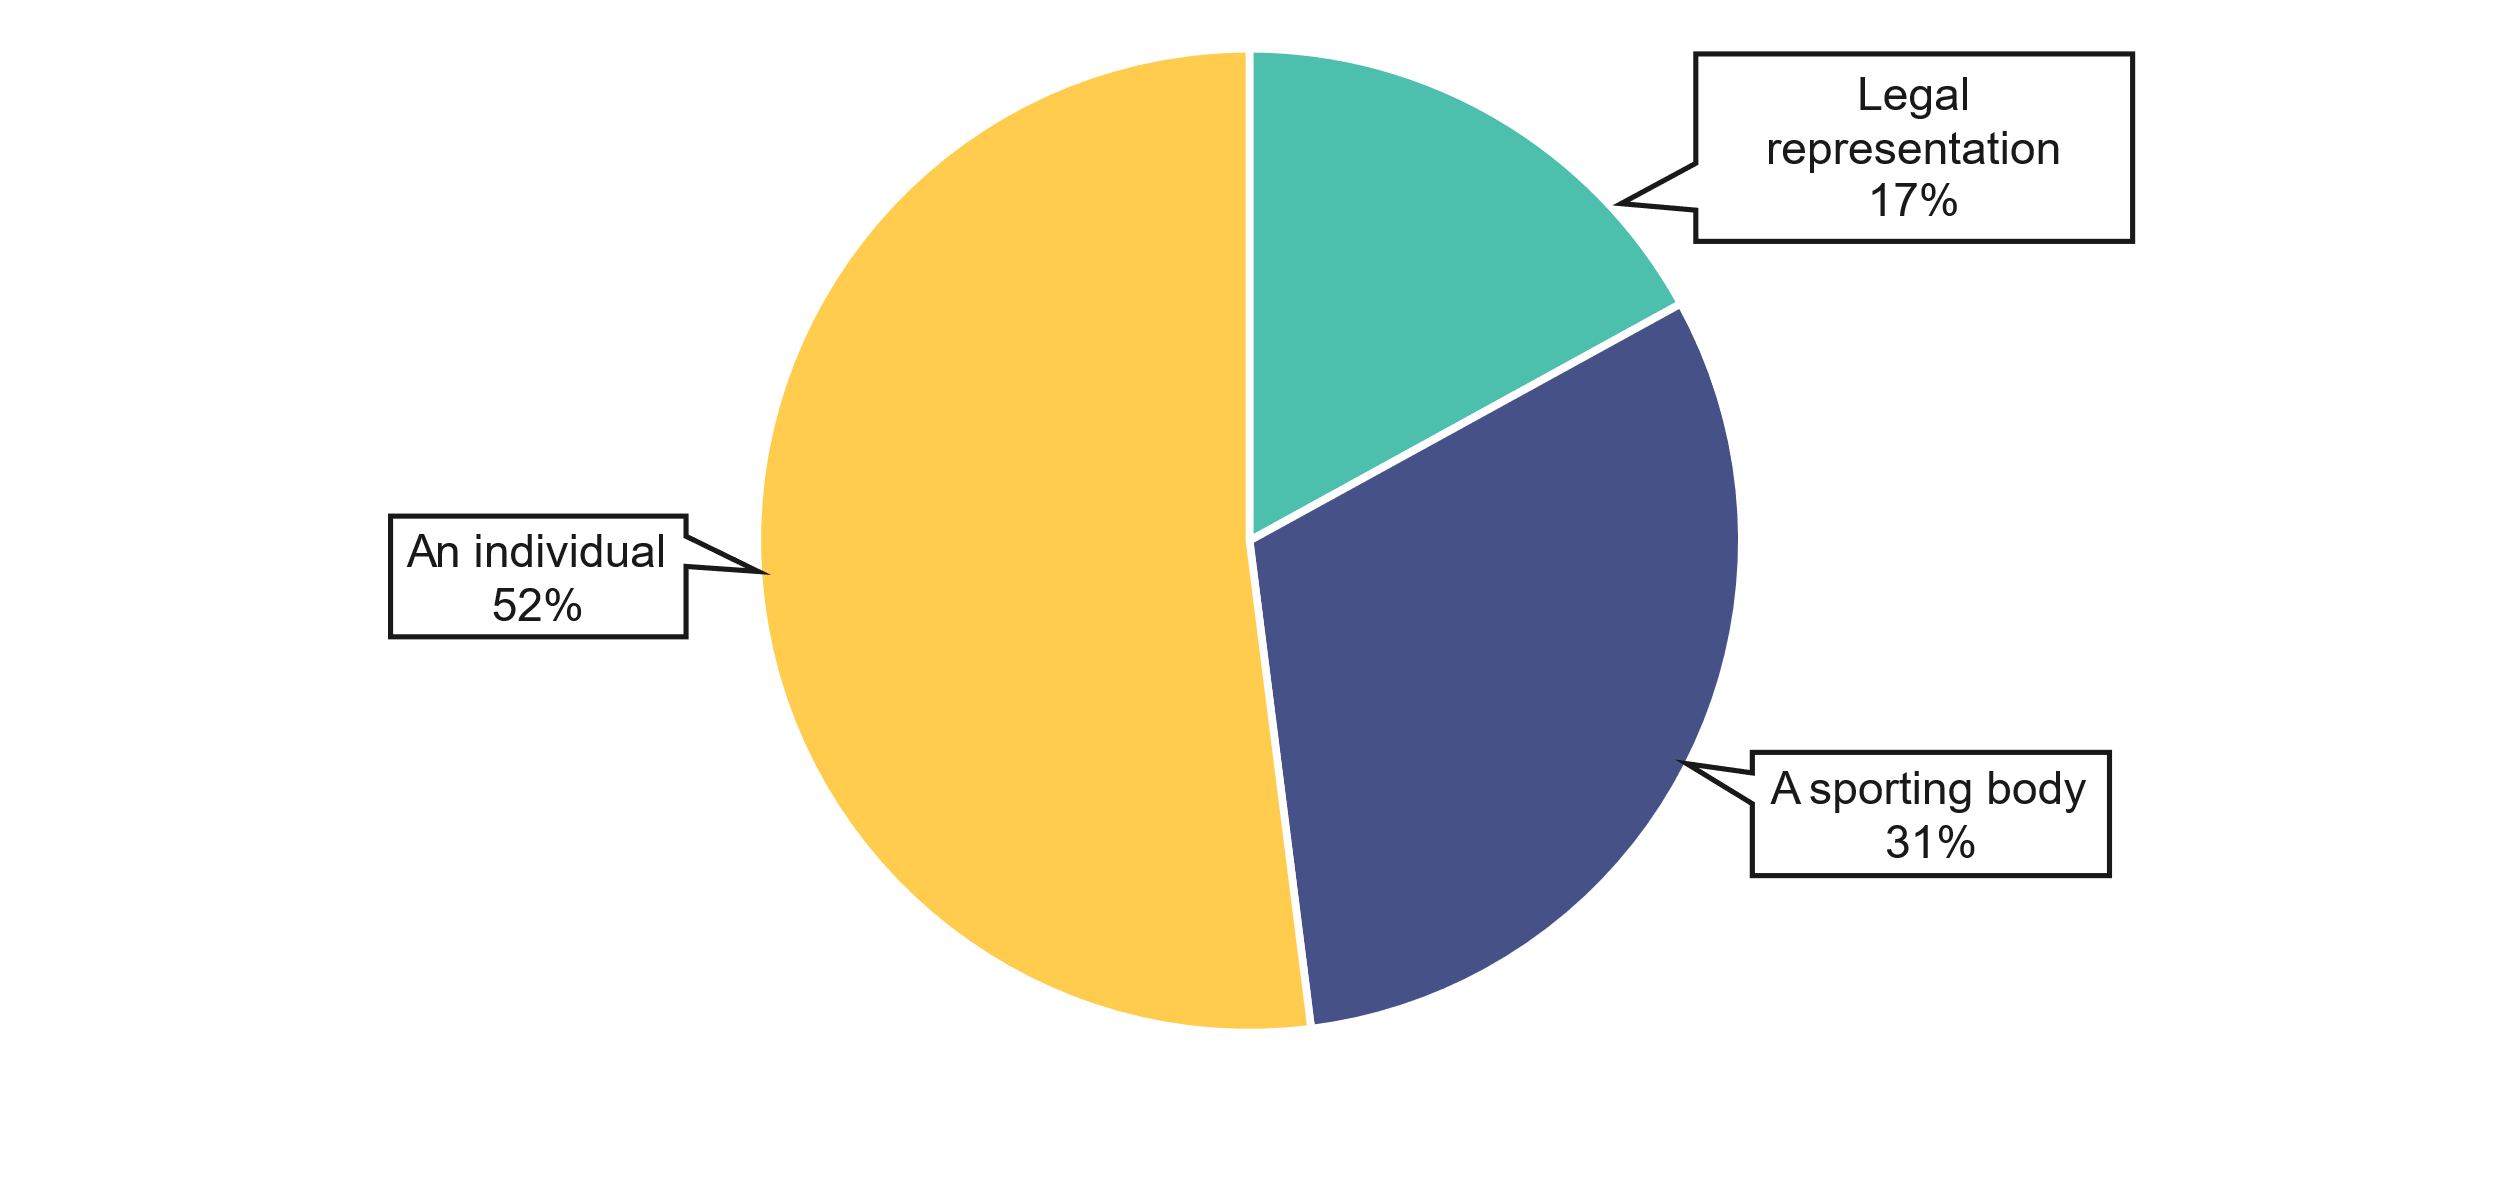 Legal
representation
17%
An individual
52%
A sporting body
31%